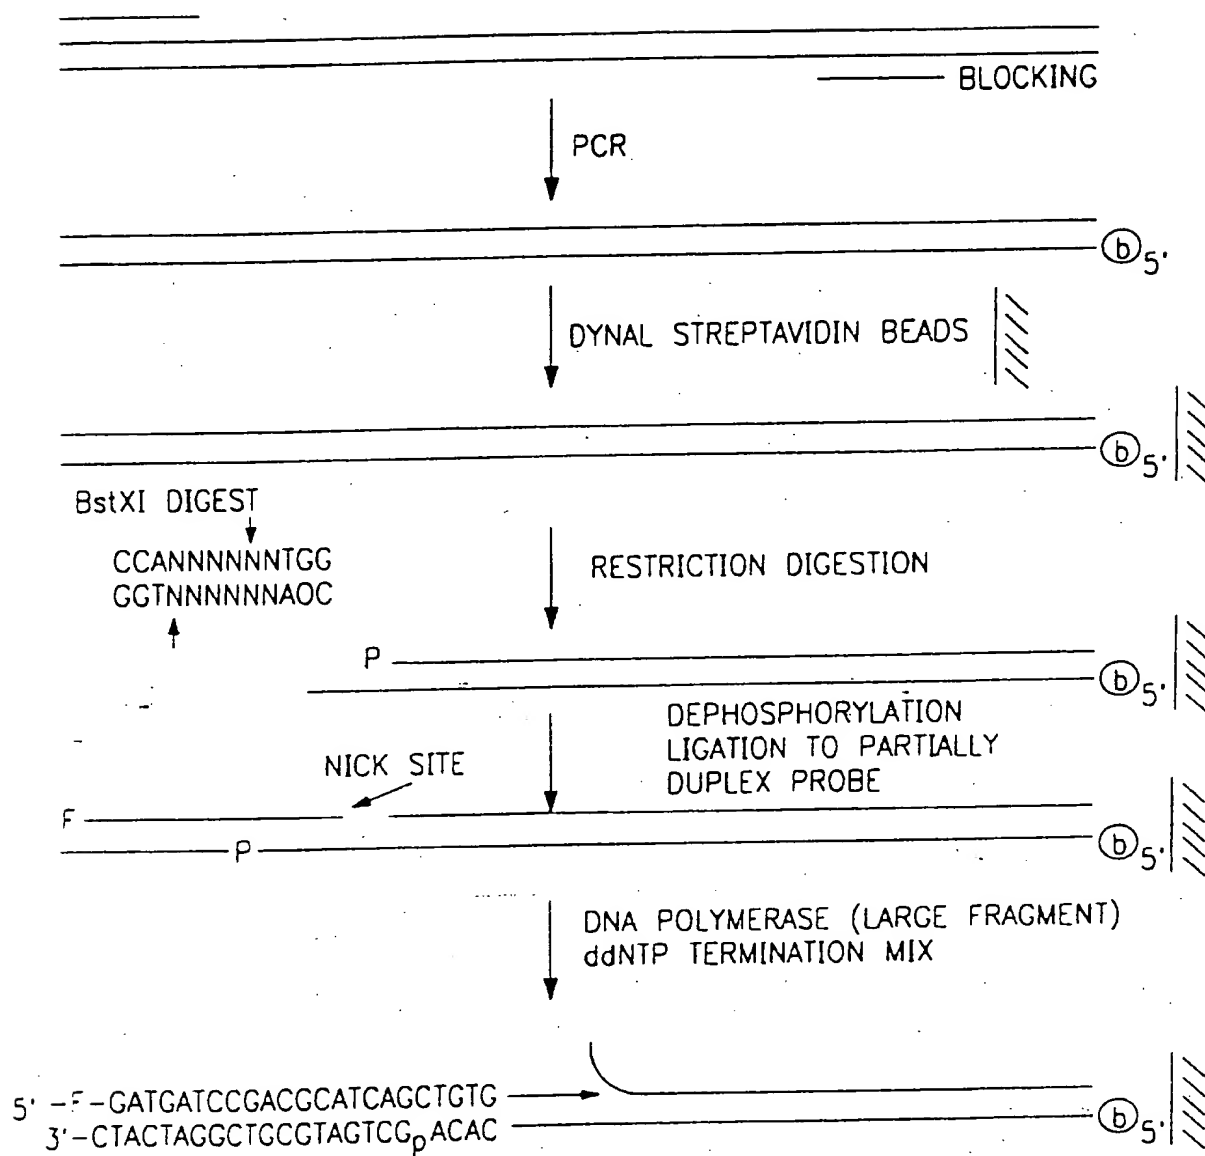 BLOCKING
PCR
b 5'
DYNAL STREPTAVIDIN BEADS
b 5'
BstXI DIGEST
CCANNNNNNTGG
GGTNNNNNNAOC
RESTRICTION DIGESTION
P
b 5'
DEPHOSPHORYLATION
LIGATION TO PARTIALLY
DUPLEX PROBE
NICK SITE
F
P
b 5'
DNA POLYMERASE (LARGE FRAGMENT)
ddNTP TERMINATION MIX
5' -F-GATGATCCGACGCATCAGCTGTG
3'-CTACTAGGCTGCGTAGTCGpACAC
b 5'